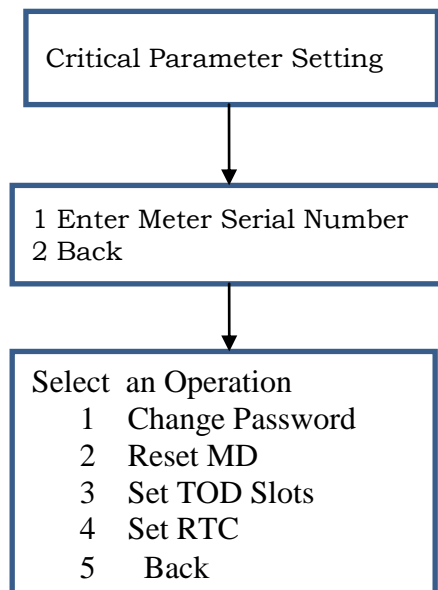 Critical Parameter Setting
1 Enter Meter Serial Number
2 Back
Select an Operation
1 Change Password
2 Reset MD
3 Set TOD Slots
4 Set RTC
5 Back